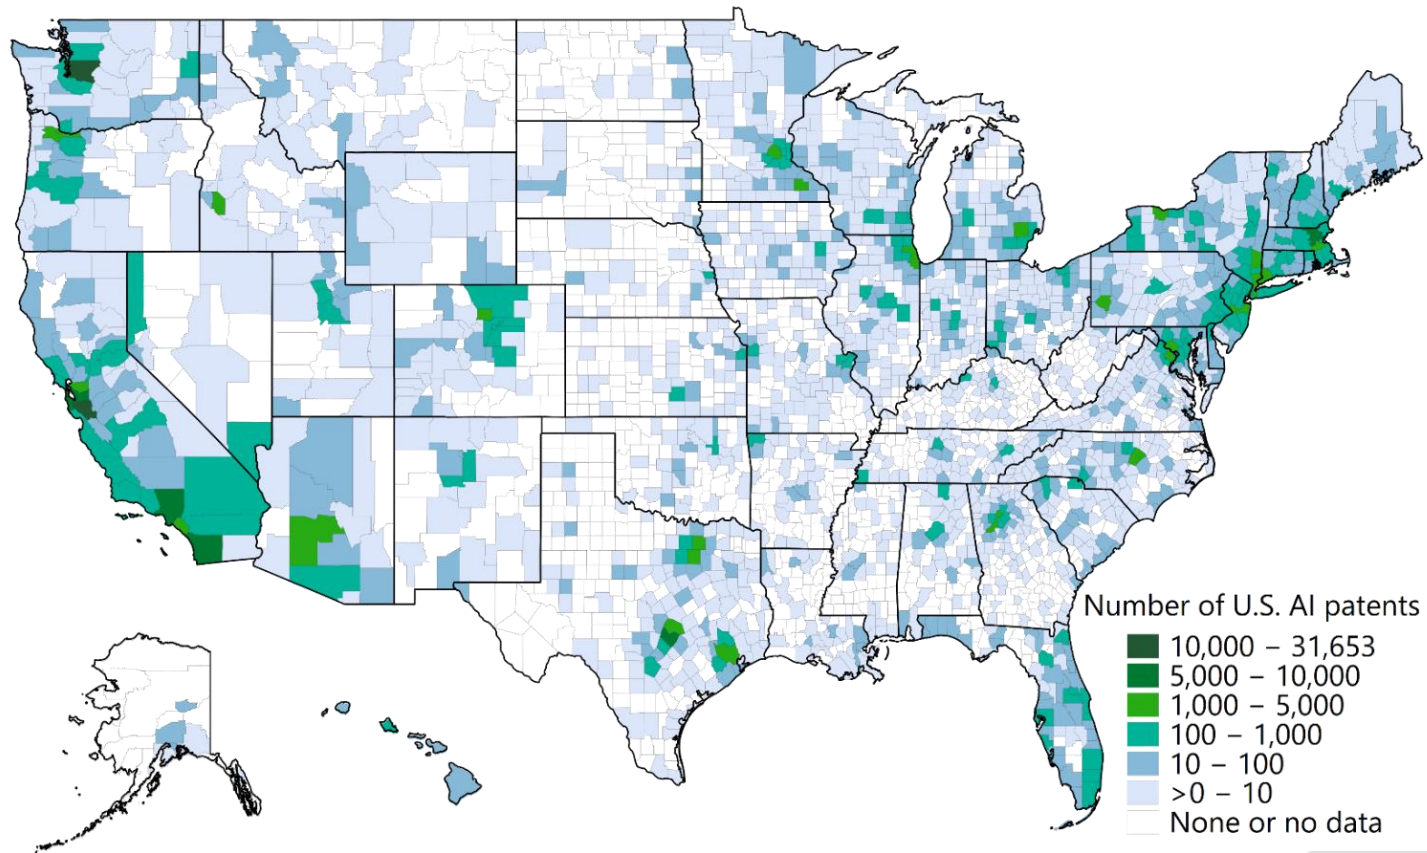 Number of U.S. AI patents
10,000 – 31,653
5,000 – 10,000
1,000 – 5,000
100 – 1,000
10 – 100
>0 – 10
None or no data